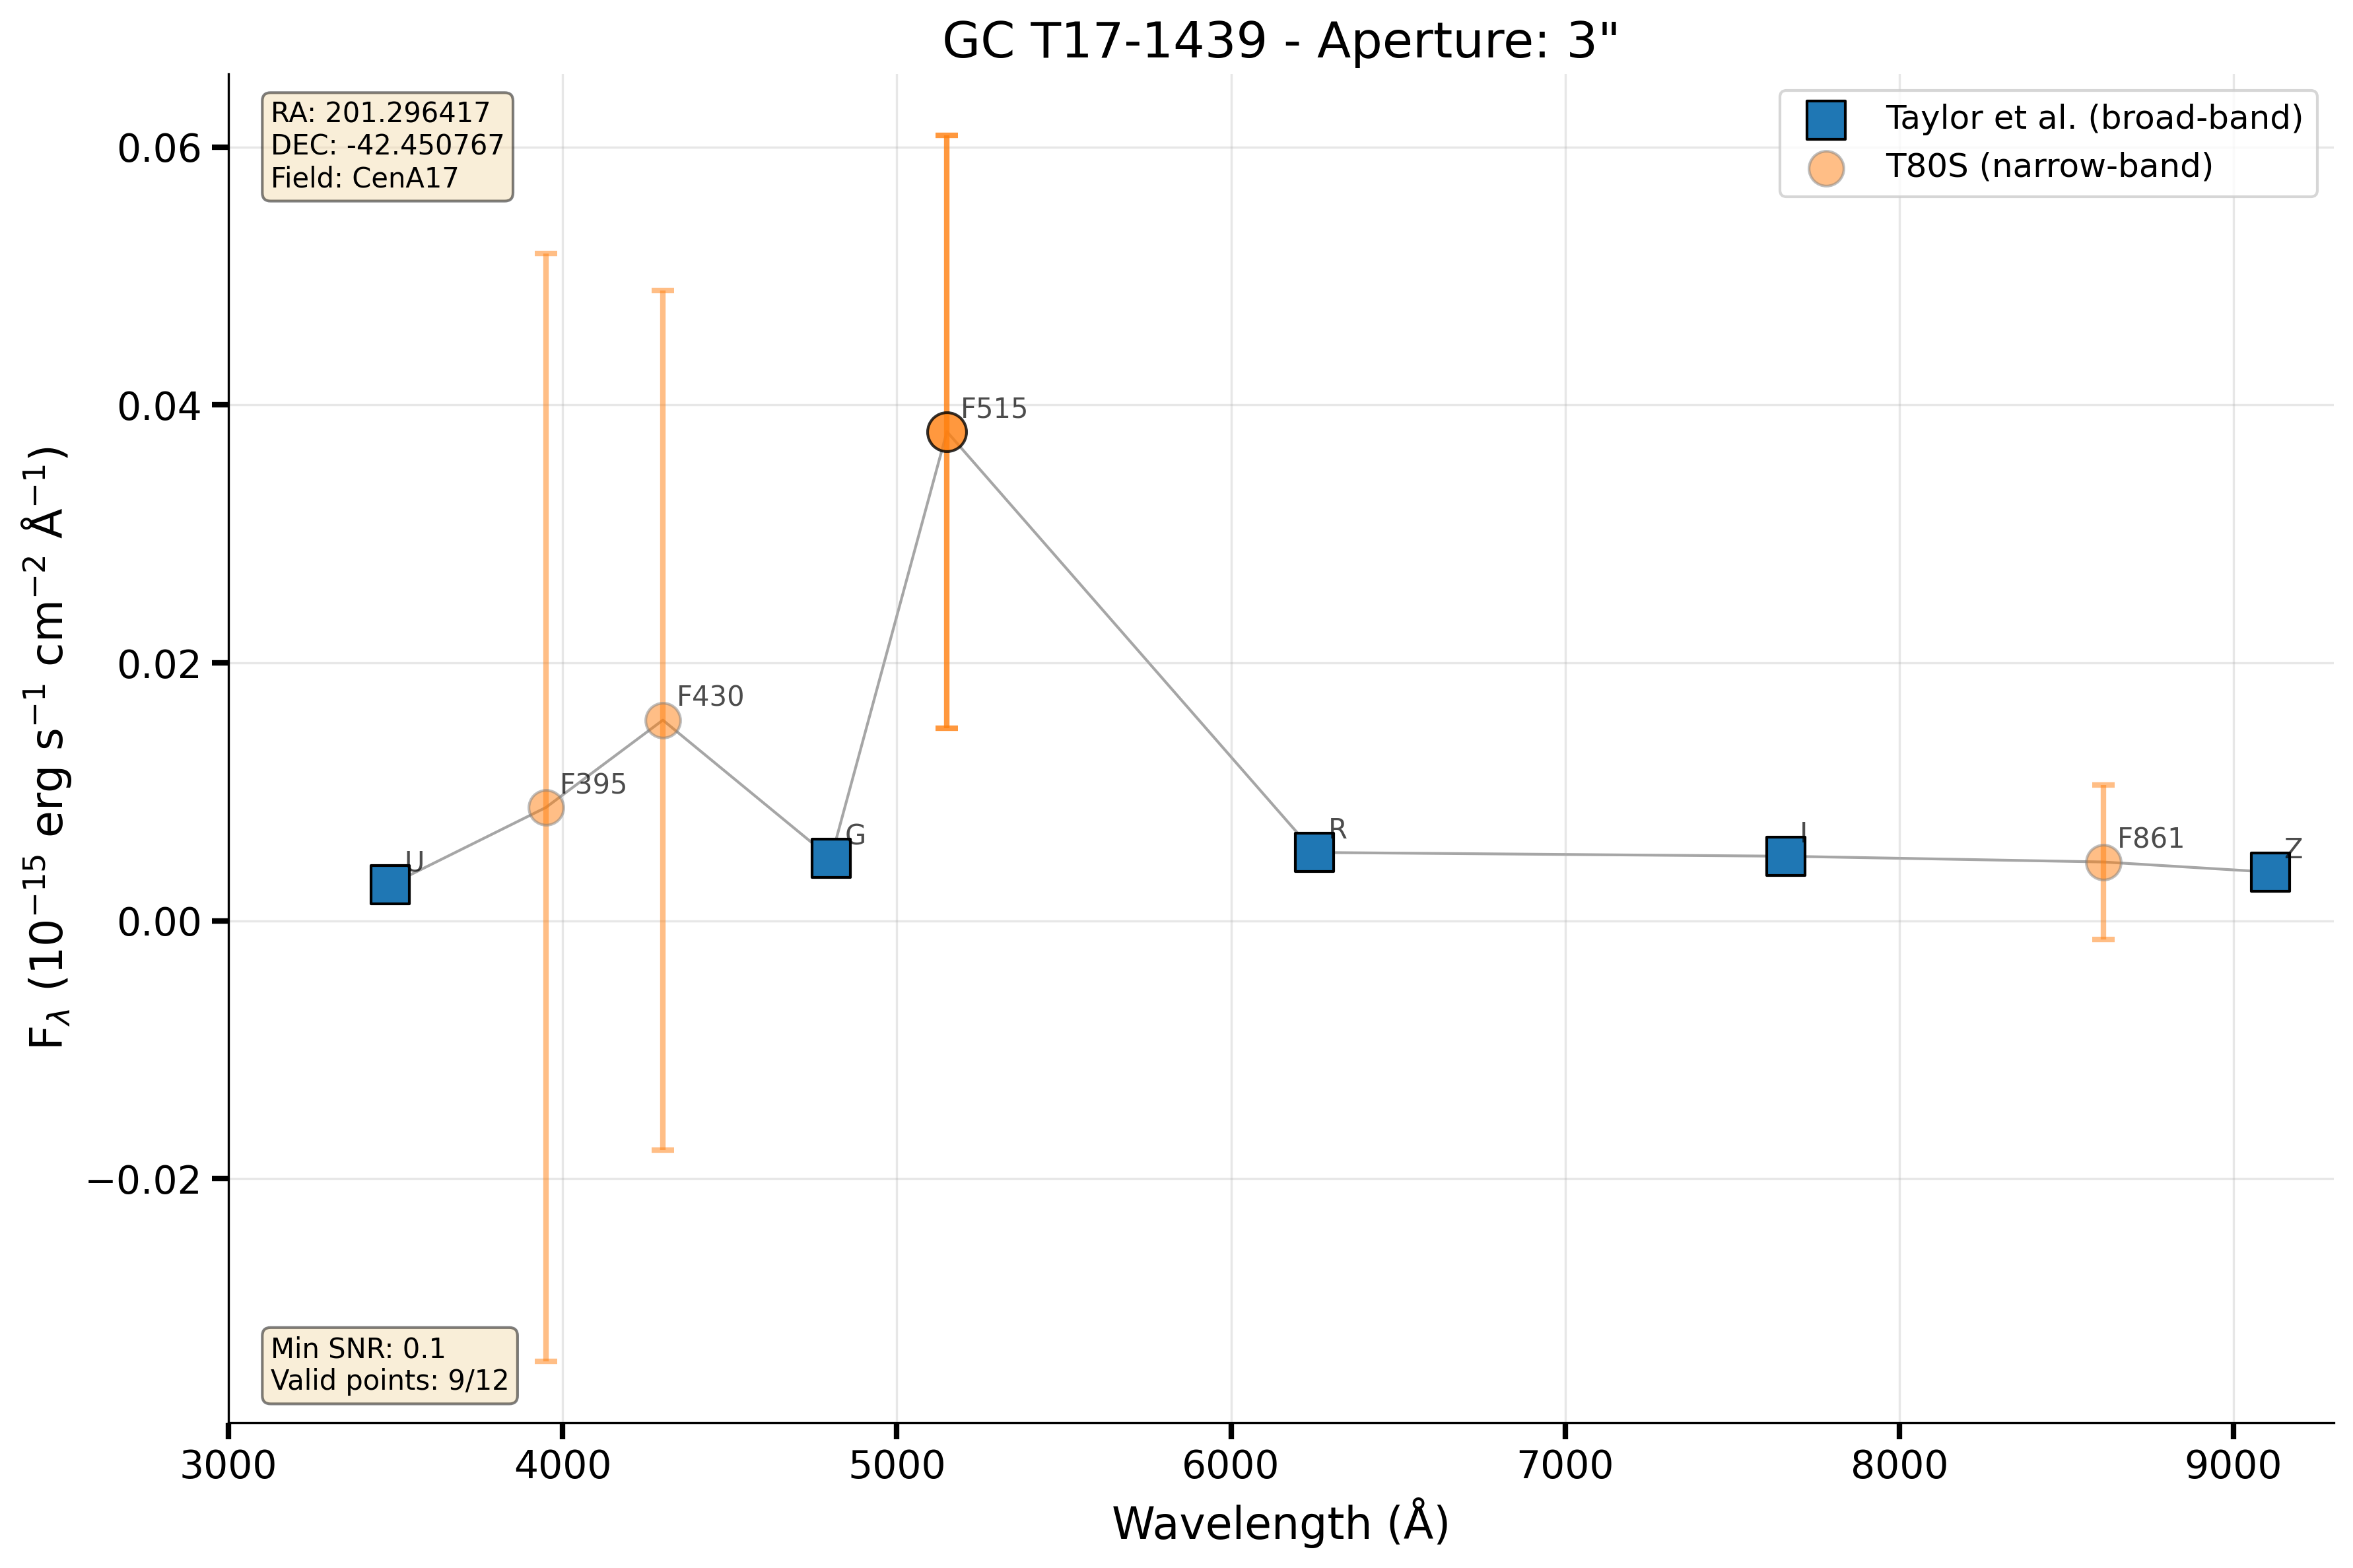 GC T17-1439 - Aperture: 3"
RA: 201.296417
DEC: -42.450767
Field: CenA17
Taylor et al. (broad-band)
T80S (narrow-band)
F_λ (10⁻¹⁵ erg s⁻¹ cm⁻² Å⁻¹)
0.06
0.04
0.02
0.00
−0.02
U
F395
F430
G
F515
R
I
F861
Z
Min SNR: 0.1
Valid points: 9/12
3000
4000
5000
6000
7000
8000
9000
Wavelength (Å)